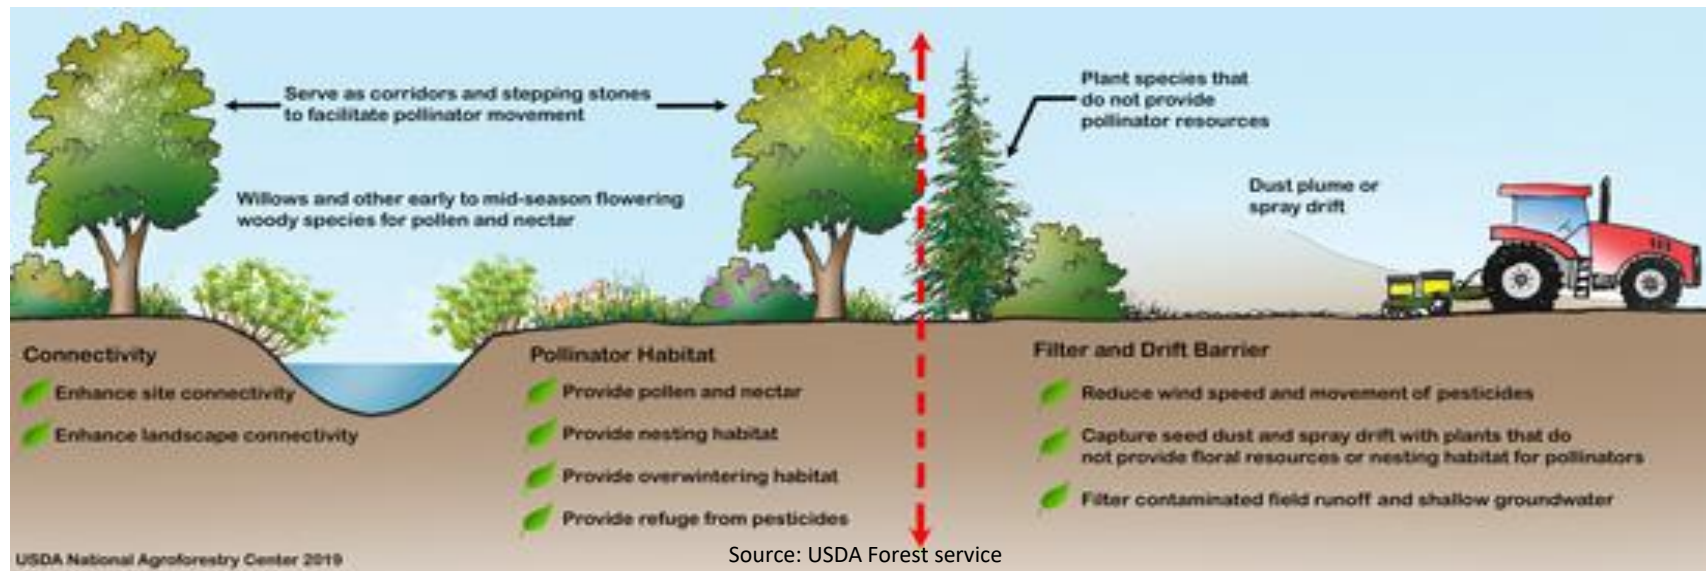 Serve as corridors and stepping stones
to facilitate pollinator movement
Willows and other early to mid-season flowering
woody species for pollen and nectar
Plant species that
do not provide
pollinator resources
Dust plume or
spray drift
Connectivity
Enhance site connectivity
Enhance landscape connectivity
Pollinator Habitat
Provide pollen and nectar
Provide nesting habitat
Provide overwintering habitat
Provide refuge from pesticides
Filter and Drift Barrier
Reduce wind speed and movement of pesticides
Capture seed dust and spray drift with plants that do
not provide floral resources or nesting habitat for pollinators
Filter contaminated field runoff and shallow groundwater
USDA National Agroforestry Center 2019
Source: USDA Forest service